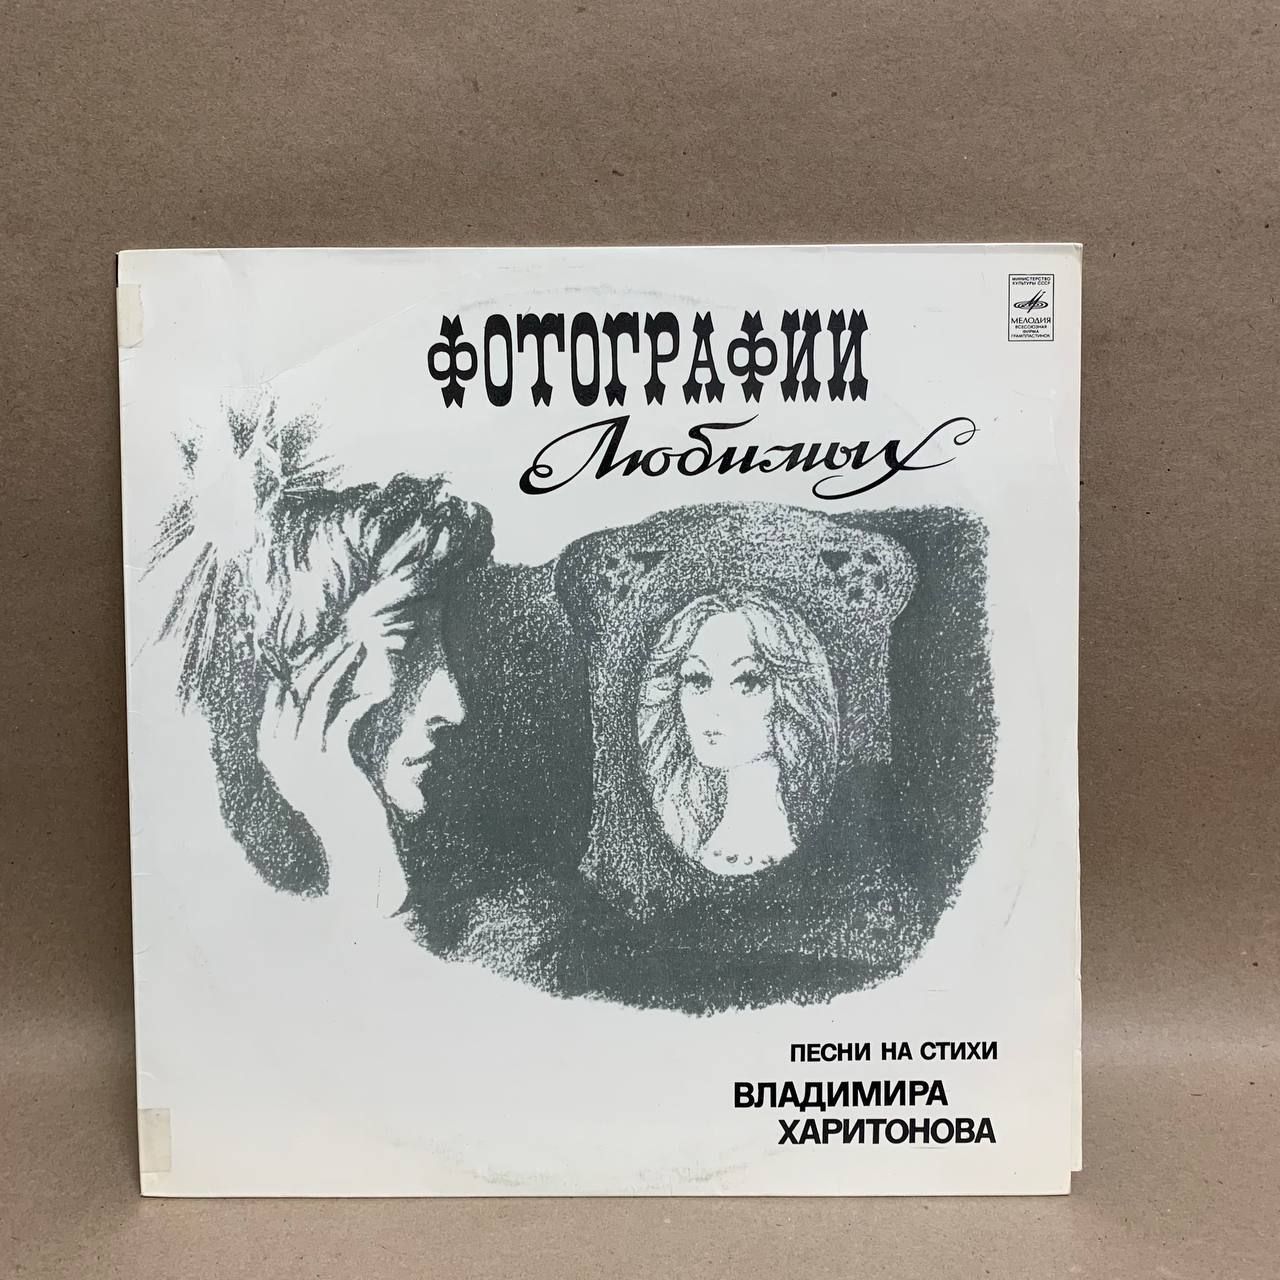 МИНИСТЕРСТВО
КУЛЬТУРЫ СССР
МЕЛОДИЯ
ВСЕСОЮЗНАЯ
ФИРМА
ГРАМПЛАСТИНОК
ФОТОГРАФИИ
Любимых
ПЕСНИ НА СТИХИ
ВЛАДИМИРА
ХАРИТОНОВА